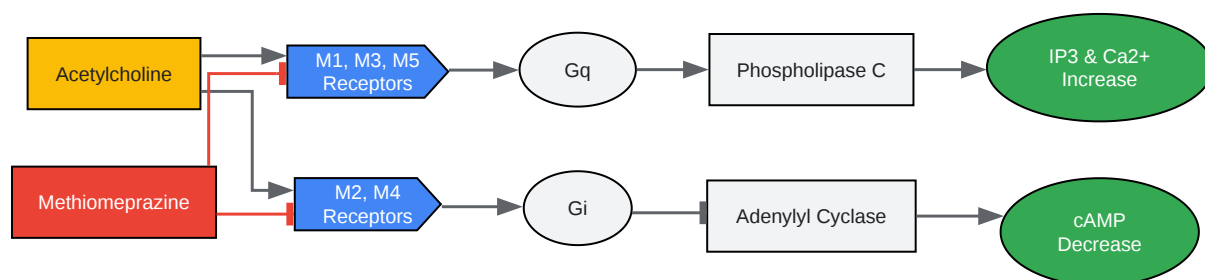 Acetylcholine
M1, M3, M5
Receptors
Gq
Phospholipase C
IP3 & Ca2+
Increase
Methiomeprazine
M2, M4
Receptors
Gi
Adenylyl Cyclase
cAMP
Decrease